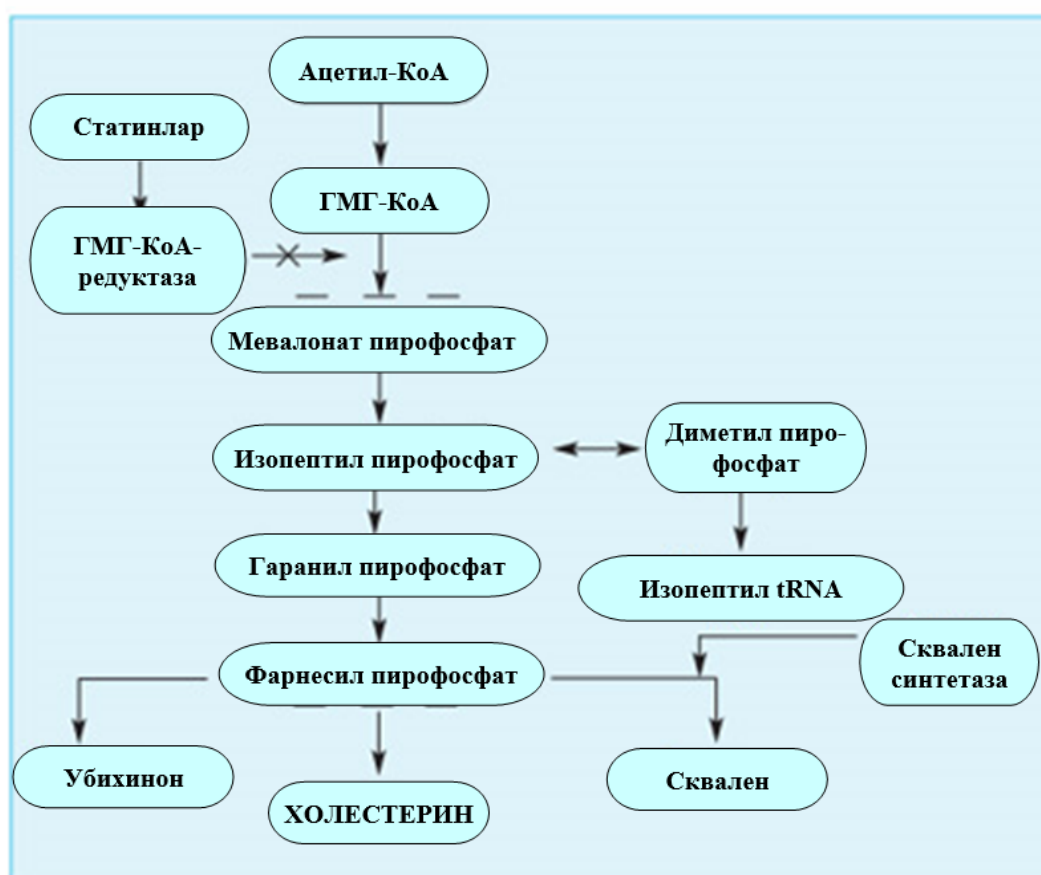 Ацетил-КоА
Статинлар
ГМГ-КоА
ГМГ-КоА-
редуктаза
Мевалонат пирофосфат
Изопептил пирофосфат
Диметил пиро-
фосфат
Гаранил пирофосфат
Изопептил tRNA
Фарнесил пирофосфат
Сквален
синтетаза
Убихинон
ХОЛЕСТЕРИН
Сквален